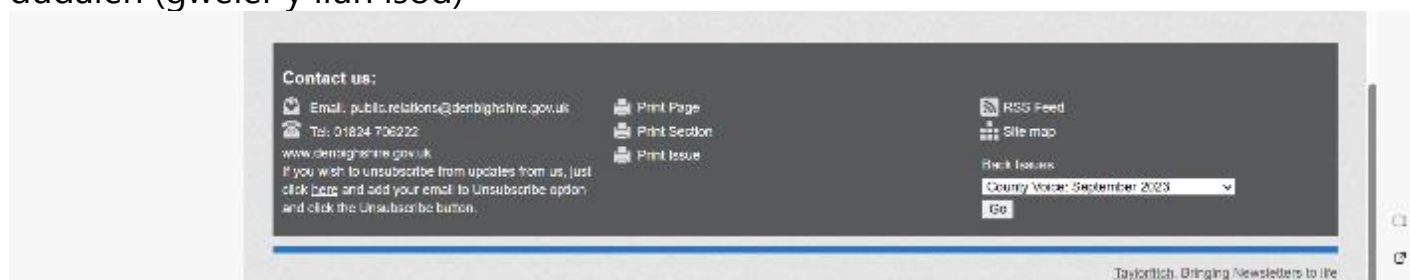 dudalen (gweler y llun isod)
Contact us:
Email: public.relations@denbighshire.gov.uk
Tel: 01824 706222
www.denbighshire.gov.uk
If you wish to unsubscribe from updates from us, just
click here and add your email to Unsubscribe option
and click the Unsubscribe button.
Print Page
Print Section
Print Issue
RSS Feed
Site map
Back Issues
County Voice: September 2023
Go
Taylorfitch. Bringing Newsletters to life